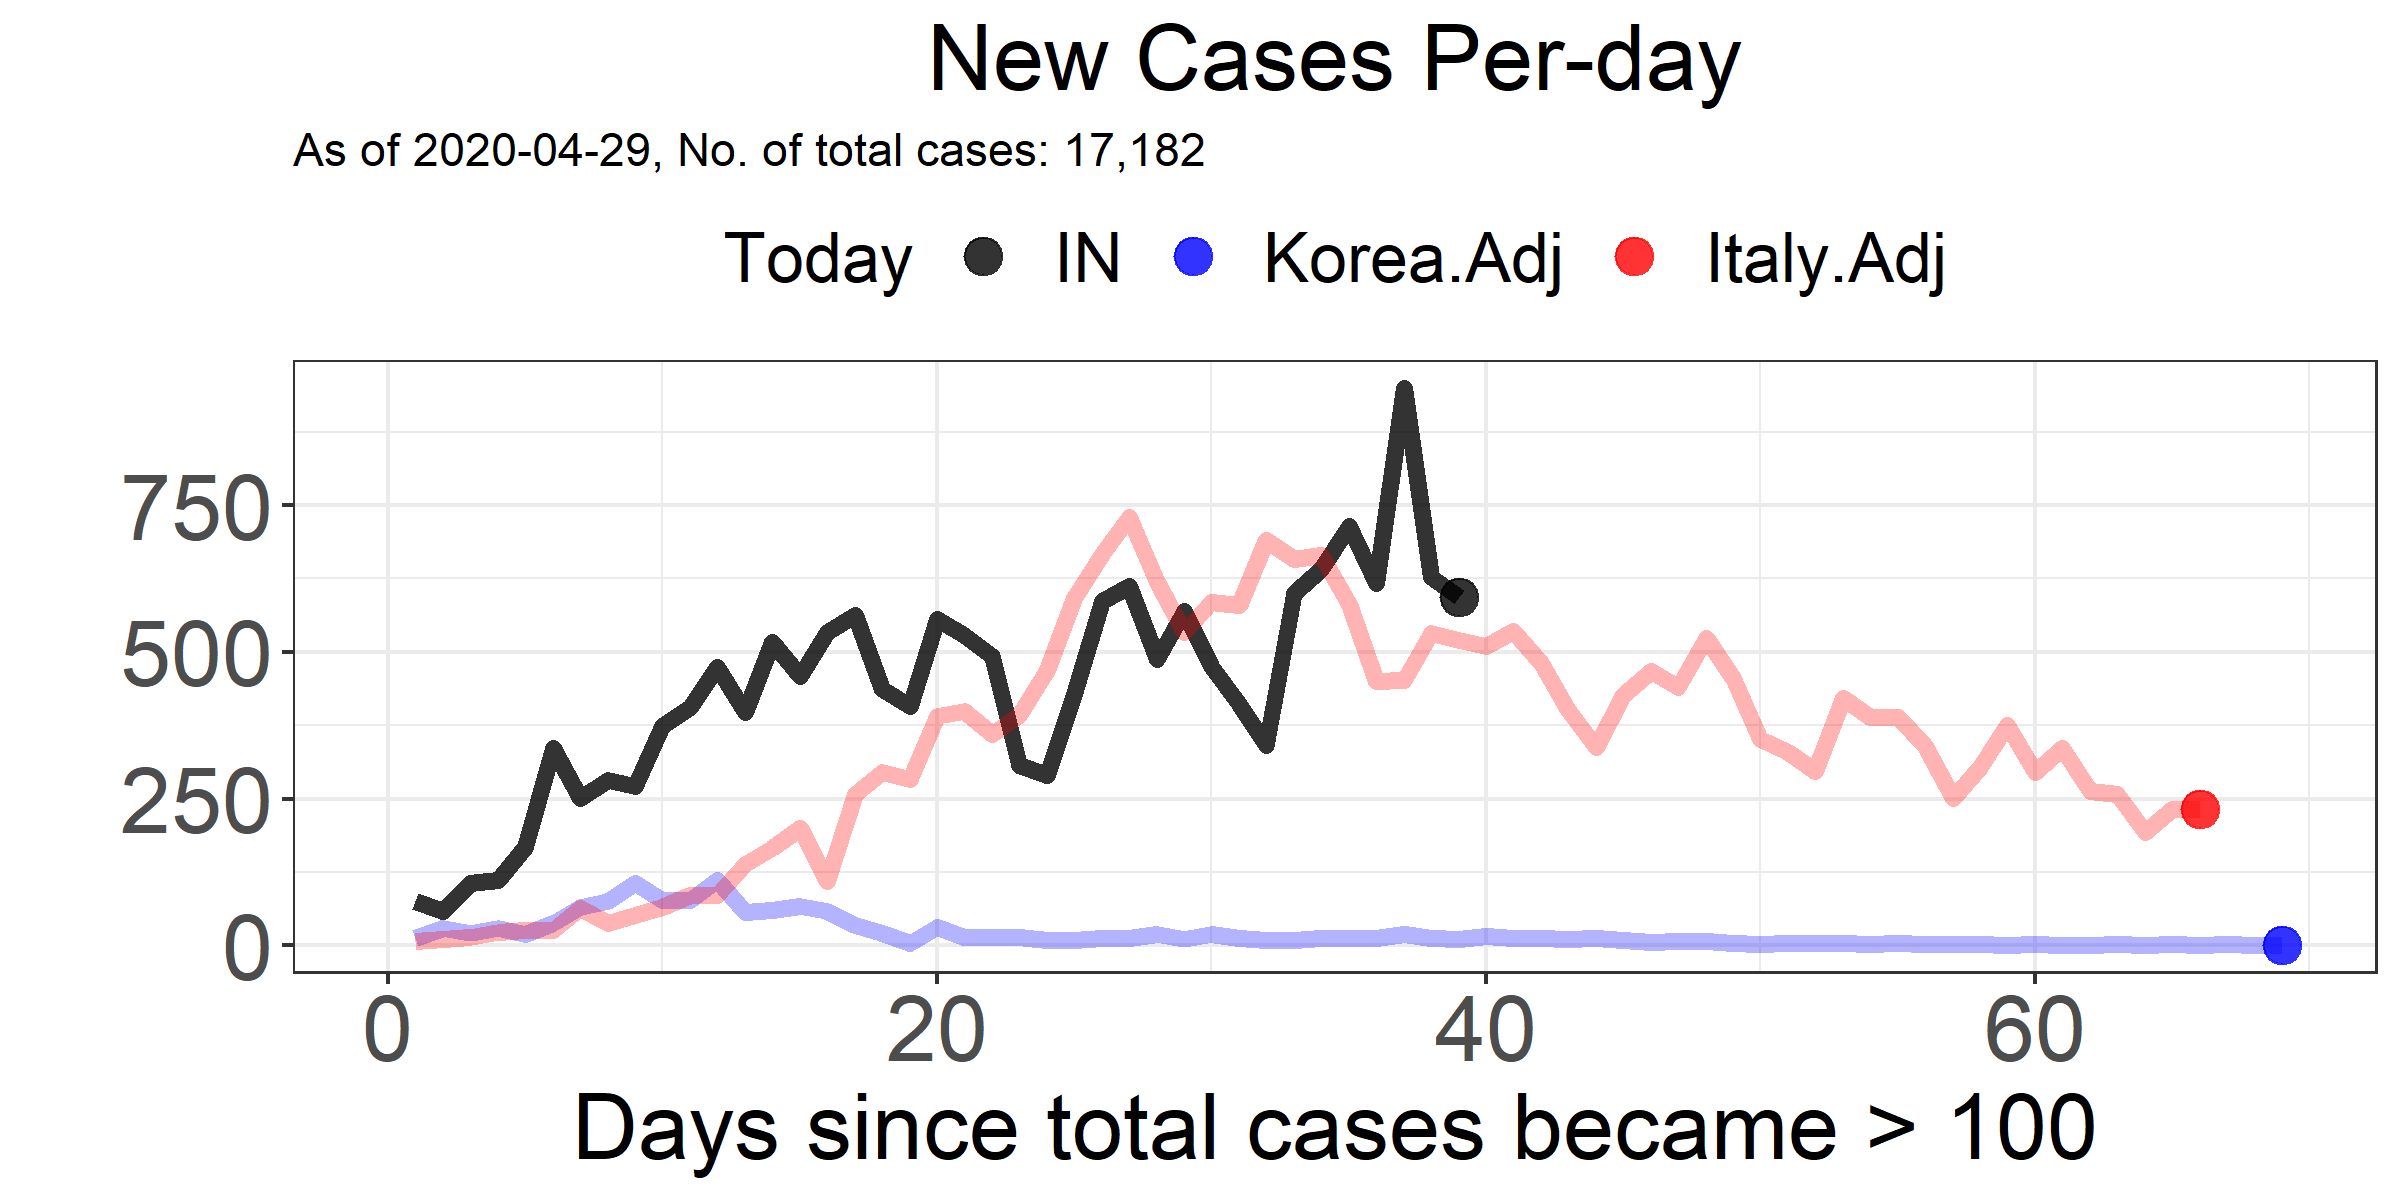 New Cases Per-day
As of 2020-04-29, No. of total cases: 17,182
Today IN Korea.Adj Italy.Adj
750
500
250
0
0 20 40 60
Days since total cases became > 100